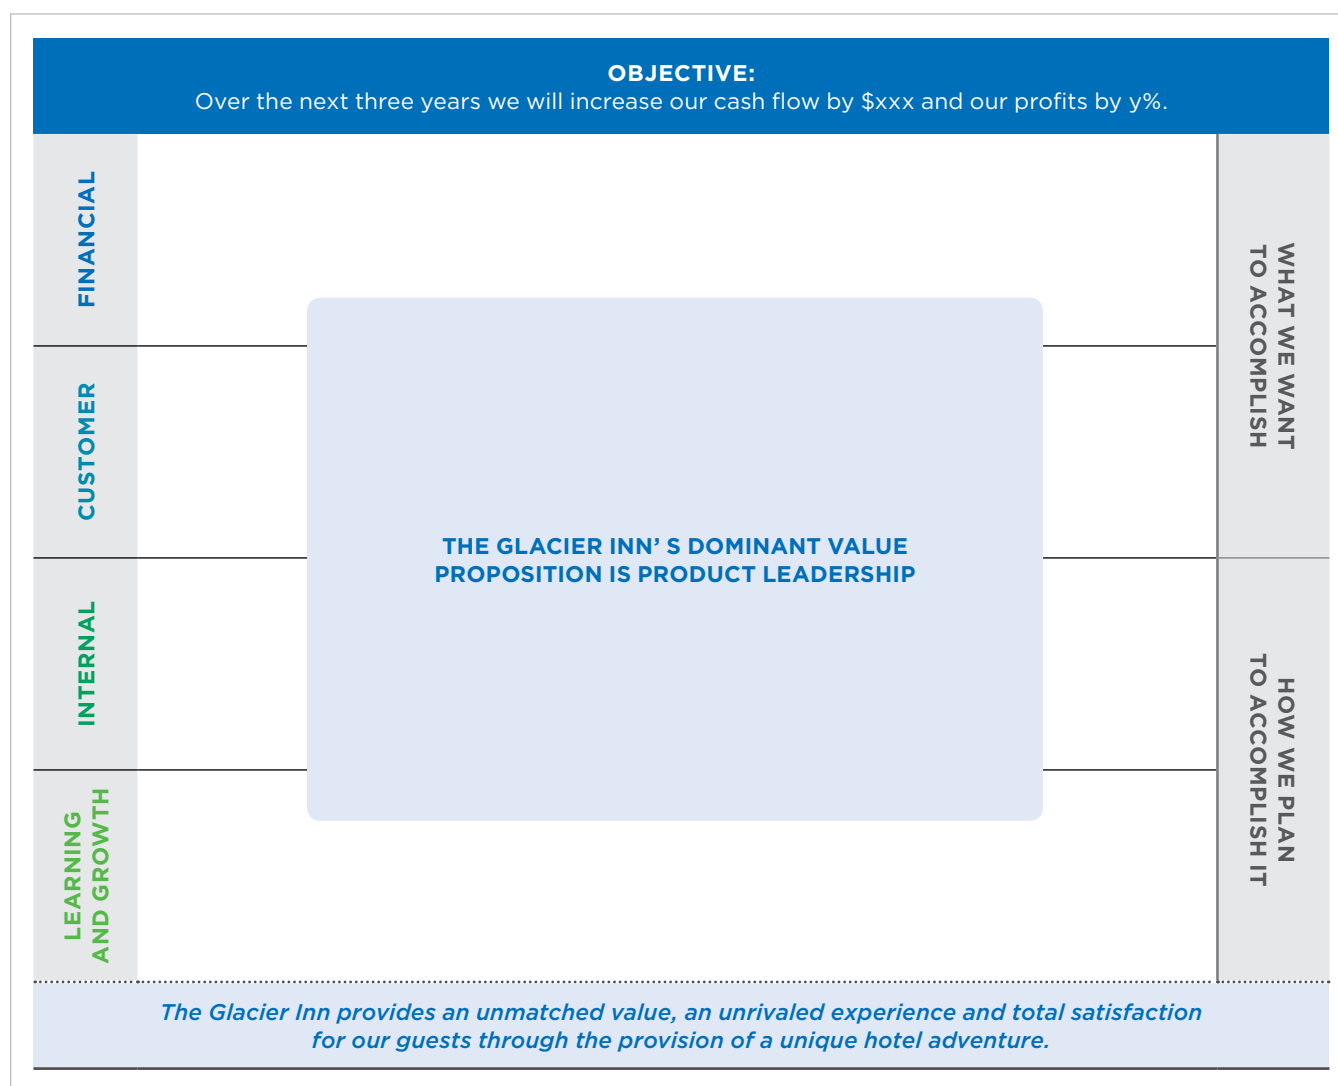 OBJECTIVE:
Over the next three years we will increase our cash flow by $xxx and our profits by y%.
FINANCIAL
WHAT WE WANT
TO ACCOMPLISH
CUSTOMER
THE GLACIER INN' S DOMINANT VALUE
PROPOSITION IS PRODUCT LEADERSHIP
INTERNAL
HOW WE PLAN
TO ACCOMPLISH IT
LEARNING
AND GROWTH
The Glacier Inn provides an unmatched value, an unrivaled experience and total satisfaction
for our guests through the provision of a unique hotel adventure.